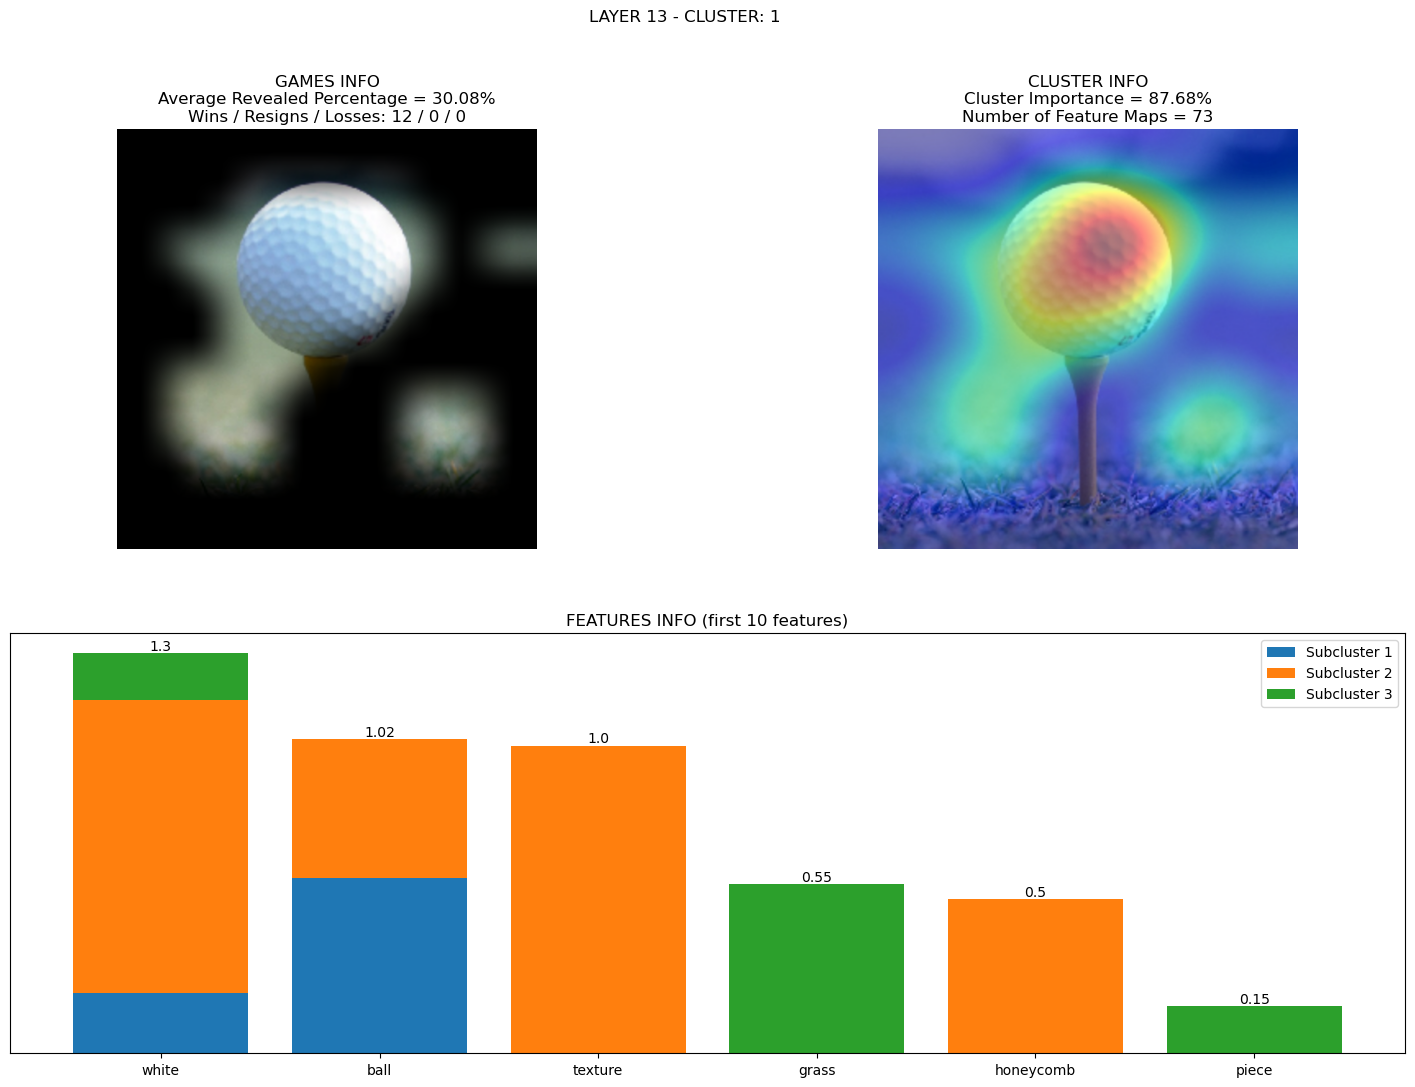 LAYER 13 - CLUSTER: 1
GAMES INFO
Average Revealed Percentage = 30.08%
Wins / Resigns / Losses: 12 / 0 / 0
CLUSTER INFO
Cluster Importance = 87.68%
Number of Feature Maps = 73
FEATURES INFO (first 10 features)
Subcluster 1
Subcluster 2
Subcluster 3
1.3
1.02
1.0
0.55
0.5
0.15
white
ball
texture
grass
honeycomb
piece